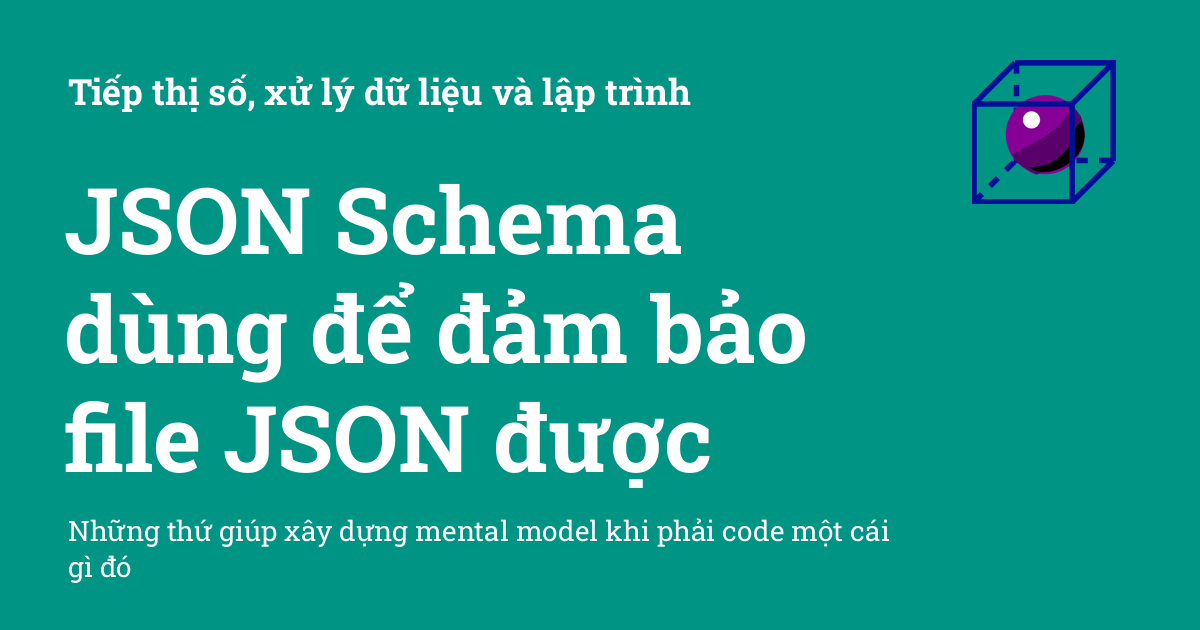 Tiếp thị số, xử lý dữ liệu và lập trình
JSON Schema
dùng để đảm bảo
file JSON được
Những thứ giúp xây dựng mental model khi phải code một cái
gì đó